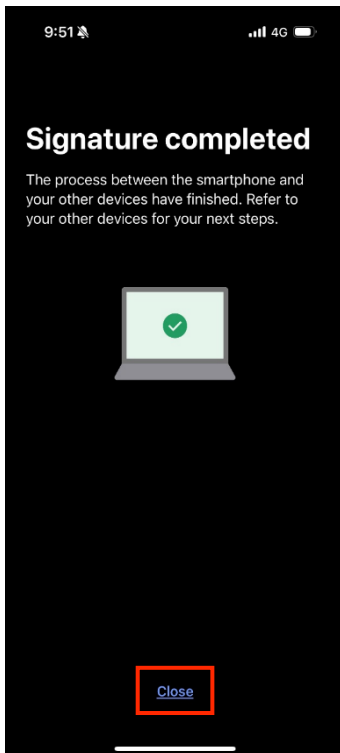 9:51 4G
Signature completed
The process between the smartphone and
your other devices have finished. Refer to
your other devices for your next steps.
Close